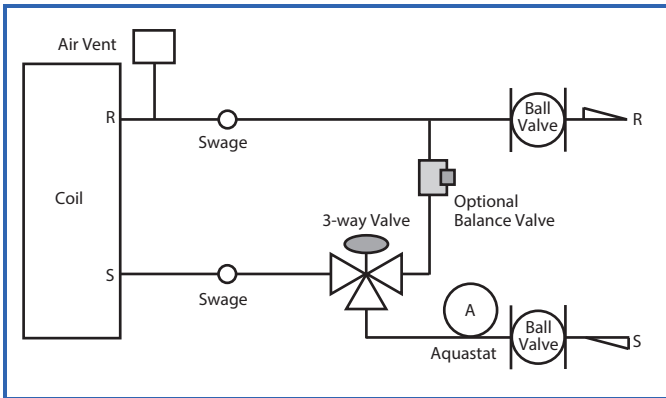 Air Vent
R
Swage
Ball
Valve
R
Coil
Optional
Balance Valve
3-way Valve
S
Swage
A
Aquastat
Ball
Valve
S